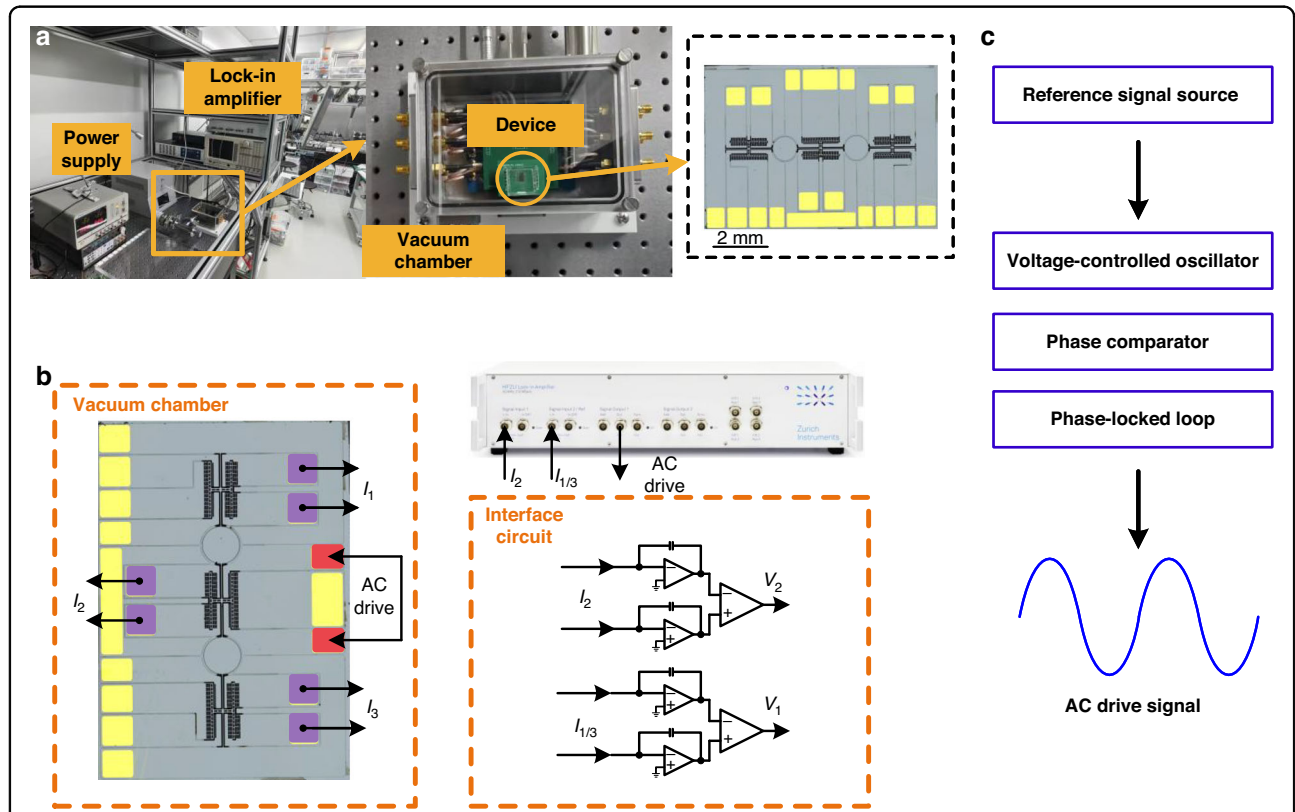 a
Lock-in
amplifier
Power
supply
Device
Vacuum
chamber
2 mm
c
Reference signal source
Voltage-controlled oscillator
Phase comparator
Phase-locked loop
AC drive signal
b
Vacuum chamber
I1
AC
drive
I2
I3
Zurich
Instruments
I2
I1/3
AC
drive
Interface
circuit
I2
V2
I1/3
V1